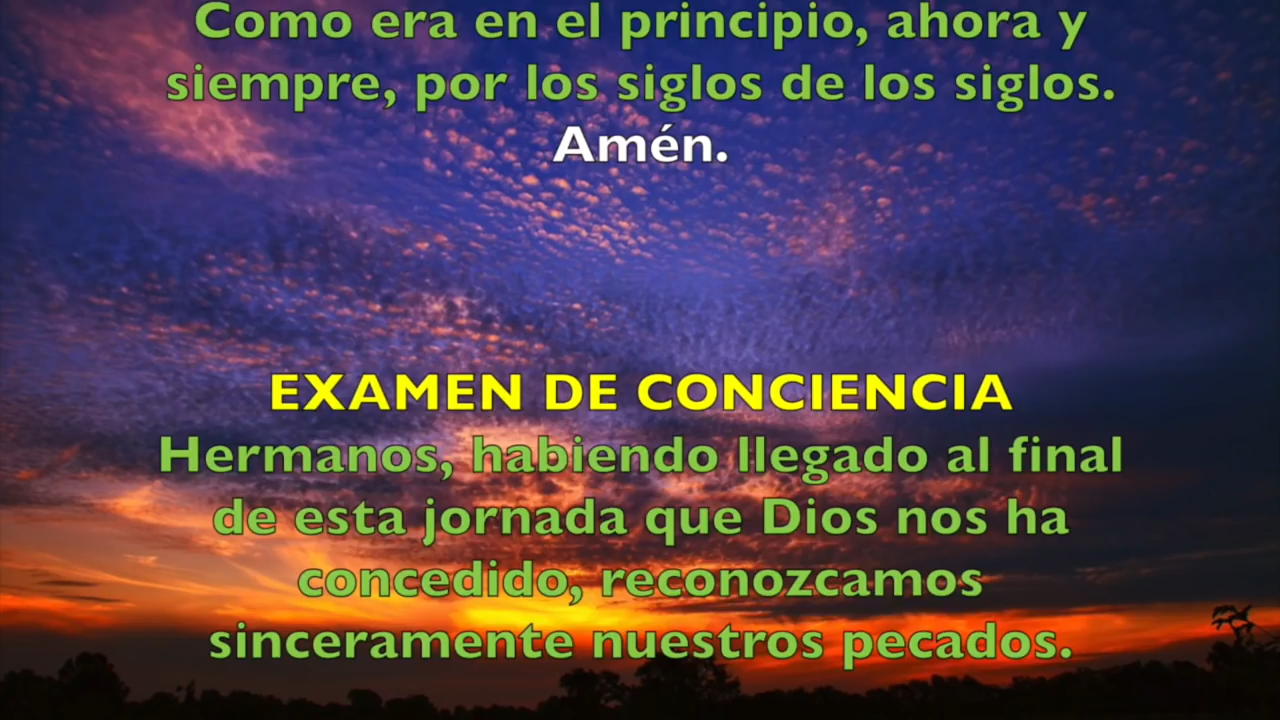 Como era en el principio, ahora y
siempre, por los siglos de los siglos.
Amén.
EXAMEN DE CONCIENCIA
Hermanos, habiendo llegado al final
de esta jornada que Dios nos ha
concedido, reconozcamos
sinceramente nuestros pecados.